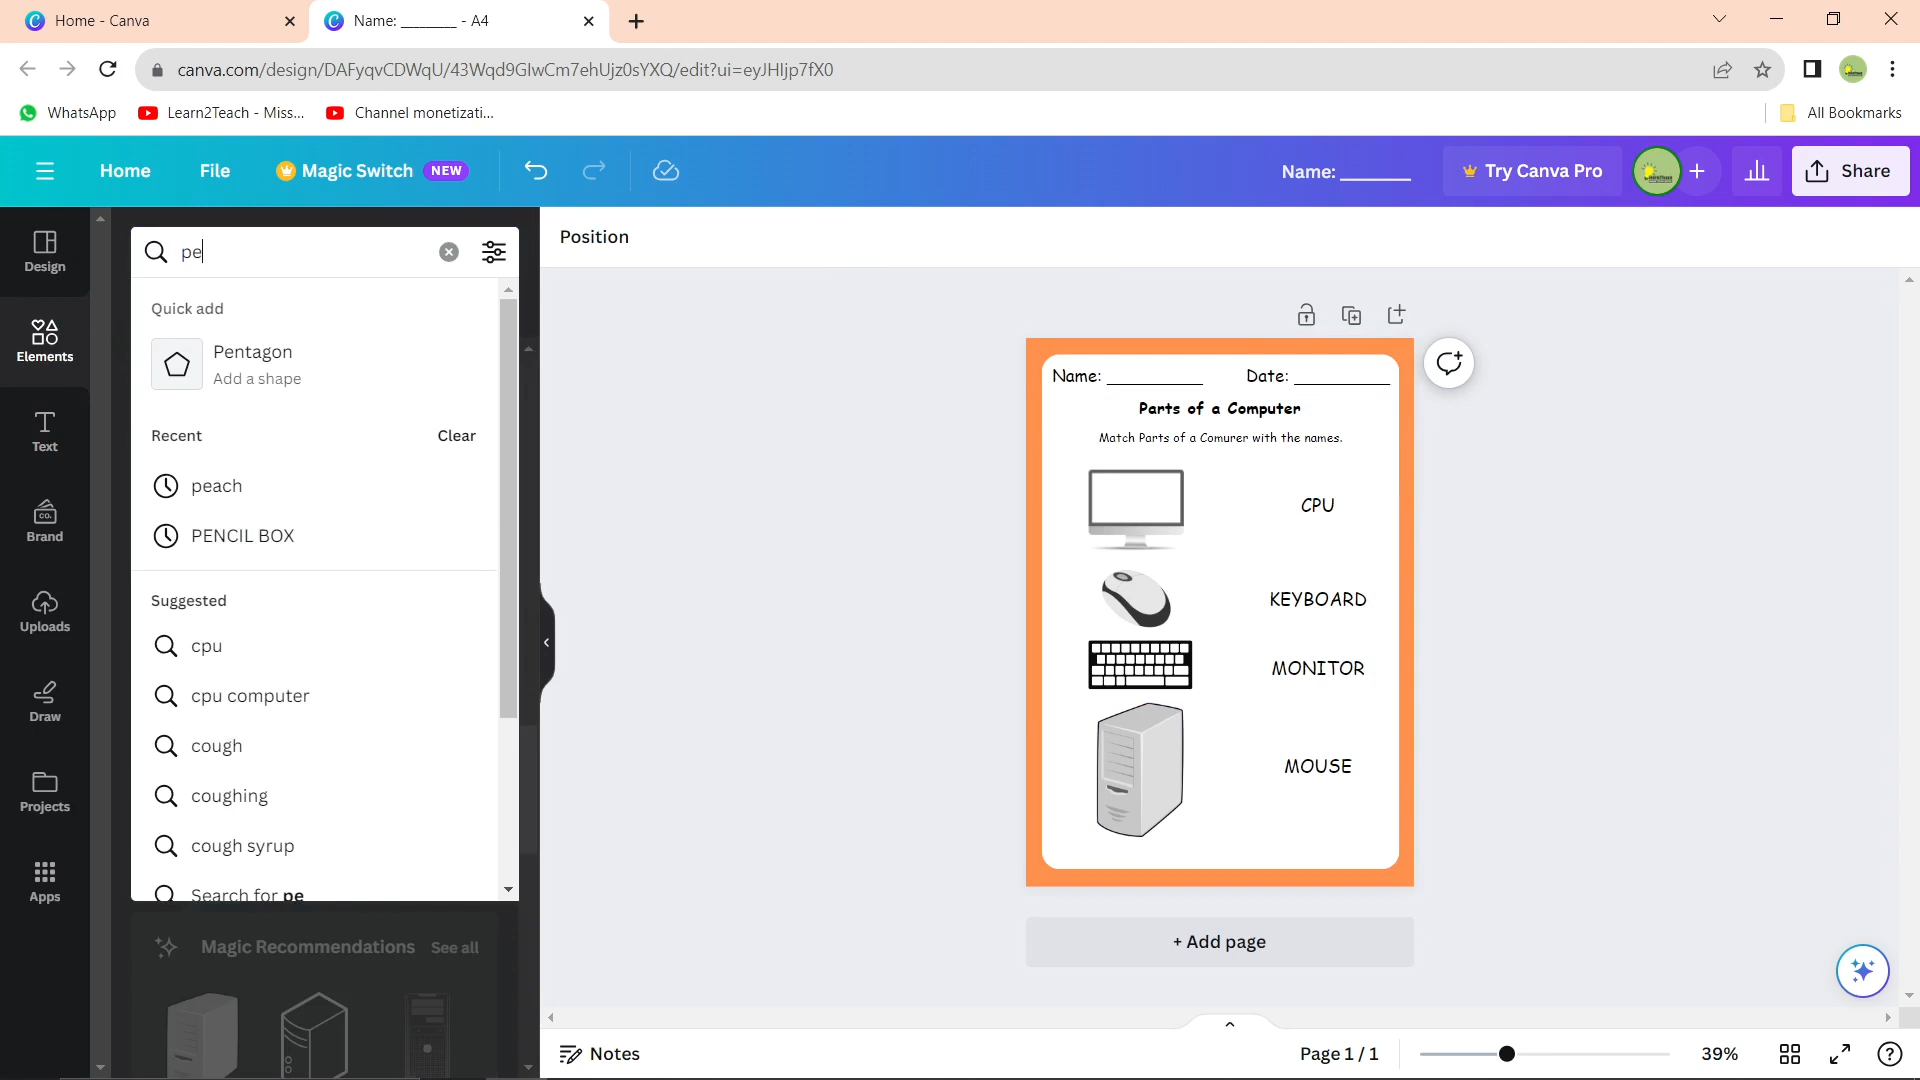 Home - Canva
Name: ________ - A4
canva.com/design/DAFyqvCDWqU/43Wqd9GIwCm7ehUjz0sYXQ/edit?ui=eyJHIjp7fX0
WhatsApp
Learn2Teach - Miss...
Channel monetizati...
All Bookmarks
Home
File
Magic Switch NEW
Name: ________
Try Canva Pro
Share
Design
Elements
Text
Brand
Uploads
Draw
Projects
Apps
pe
Quick add
Pentagon
Add a shape
Recent
Clear
peach
PENCIL BOX
Suggested
cpu
cpu computer
cough
coughing
cough syrup
Search for pe
Magic Recommendations
See all
Position
Name: __________ Date: __________
Parts of a Computer
Match Parts of a Comurer with the names.
CPU
KEYBOARD
MONITOR
MOUSE
+ Add page
Notes
Page 1 / 1
39%